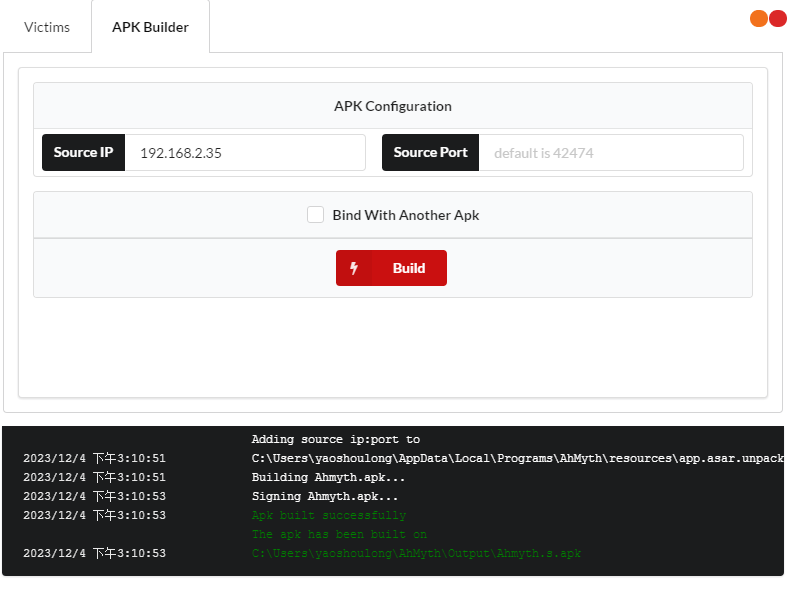 Victims
APK Builder
APK Configuration
Source IP 192.168.2.35 Source Port default is 42474
Bind With Another Apk
Build
Adding source ip:port to
2023/12/4 下午3:10:51 C:\Users\yaoshoulong\AppData\Local\Programs\AhMyth\resources\app.asar.unpack
2023/12/4 下午3:10:51 Building Ahmyth.apk...
2023/12/4 下午3:10:53 Signing Ahmyth.apk...
2023/12/4 下午3:10:53 Apk built successfully
The apk has been built on
2023/12/4 下午3:10:53 C:\Users\yaoshoulong\AhMyth\Output\Ahmyth.s.apk